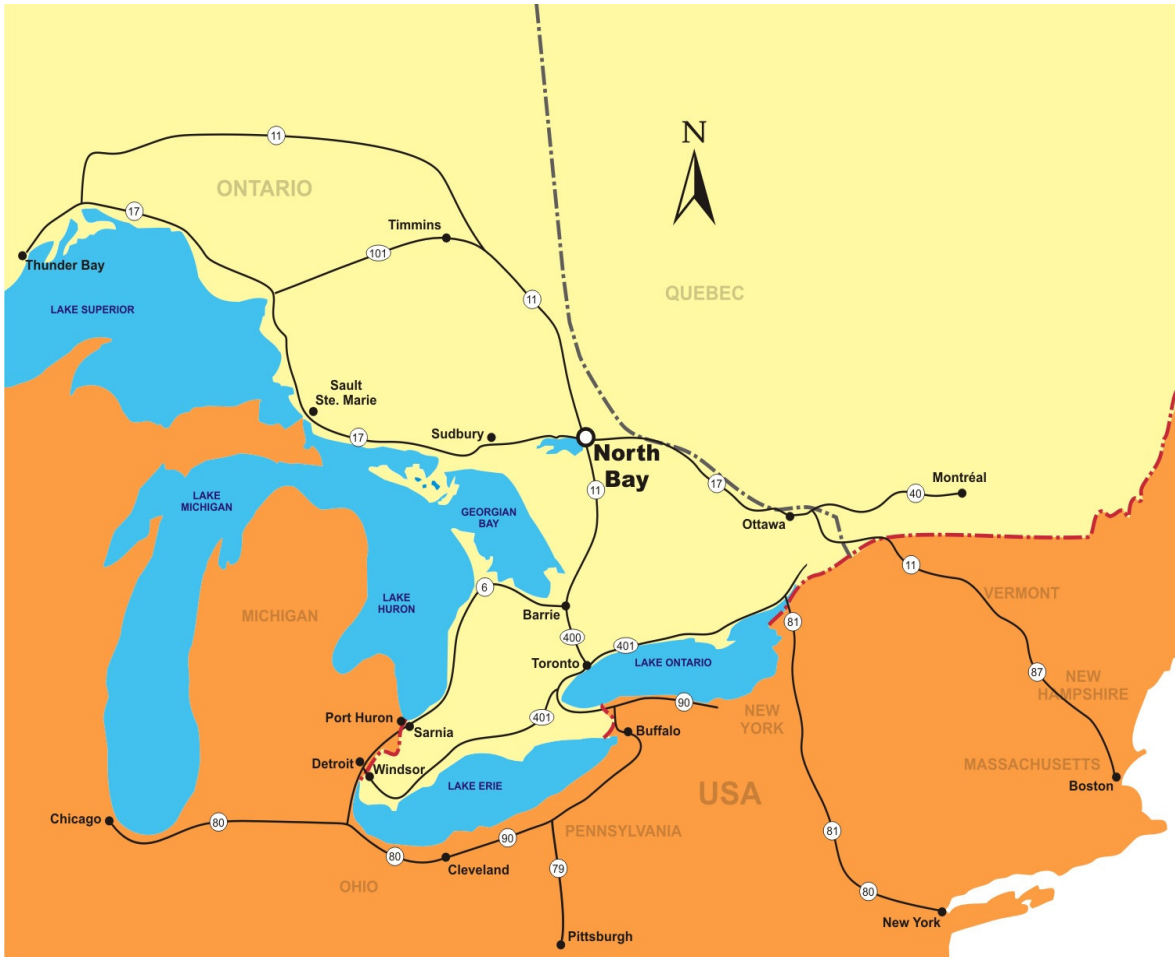 N
11
ONTARIO
17
Timmins
101
Thunder Bay
QUEBEC
11
LAKE SUPERIOR
Sault
Ste. Marie
17
Sudbury
North
Bay
11
17
Montréal
40
LAKE
MICHIGAN
GEORGIAN
BAY
Ottawa
11
6
VERMONT
LAKE
HURON
MICHIGAN
Barrie
81
400
401
Toronto
LAKE ONTARIO
87
NEW
HAMPSHIRE
90
NEW
YORK
Port Huron
401
Sarnia
Buffalo
Detroit
Windsor
MASSACHUSETTS
LAKE ERIE
USA
Boston
Chicago
80
90
PENNSYLVANIA
81
80
Cleveland
79
OHIO
80
New York
Pittsburgh